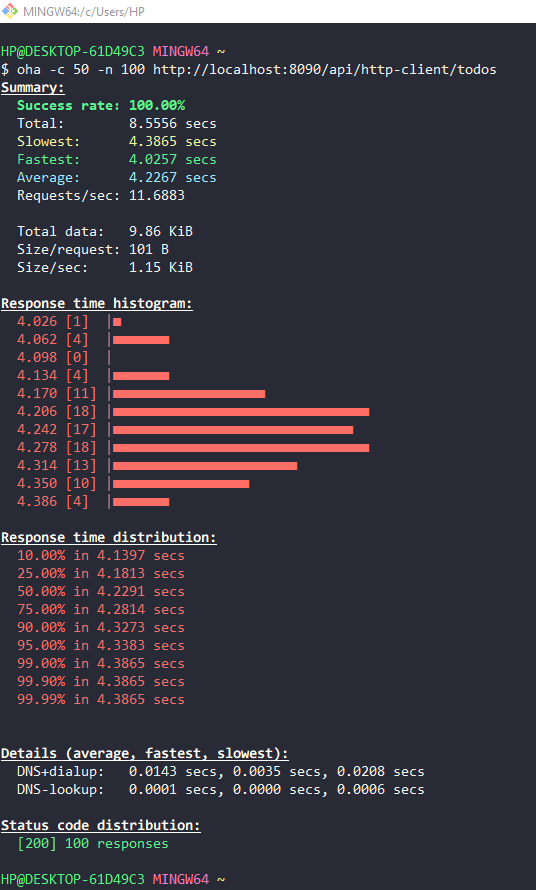 MINGW64:/c/Users/HP
HP@DESKTOP-61D49C3 MINGW64 ~
$ oha -c 50 -n 100 http://localhost:8090/api/http-client/todos
Summary:
  Success rate: 100.00%
  Total:        8.5556 secs
  Slowest:      4.3865 secs
  Fastest:      4.0257 secs
  Average:      4.2267 secs
  Requests/sec: 11.6883

  Total data:   9.86 KiB
  Size/request: 101 B
  Size/sec:     1.15 KiB

Response time histogram:
  4.026 [1]  |■
  4.062 [4]  |■■■■■■■
  4.098 [0]  |
  4.134 [4]  |■■■■■■■
  4.170 [11] |■■■■■■■■■■■■■■■■■■■
  4.206 [18] |■■■■■■■■■■■■■■■■■■■■■■■■■■■■■■■■
  4.242 [17] |■■■■■■■■■■■■■■■■■■■■■■■■■■■■■■
  4.278 [18] |■■■■■■■■■■■■■■■■■■■■■■■■■■■■■■■■
  4.314 [13] |■■■■■■■■■■■■■■■■■■■■■■■
  4.350 [10] |■■■■■■■■■■■■■■■■■
  4.386 [4]  |■■■■■■■

Response time distribution:
  10.00% in 4.1397 secs
  25.00% in 4.1813 secs
  50.00% in 4.2291 secs
  75.00% in 4.2814 secs
  90.00% in 4.3273 secs
  95.00% in 4.3383 secs
  99.00% in 4.3865 secs
  99.90% in 4.3865 secs
  99.99% in 4.3865 secs

Details (average, fastest, slowest):
  DNS+dialup:   0.0143 secs, 0.0035 secs, 0.0208 secs
  DNS-lookup:   0.0001 secs, 0.0000 secs, 0.0006 secs

Status code distribution:
  [200] 100 responses

HP@DESKTOP-61D49C3 MINGW64 ~